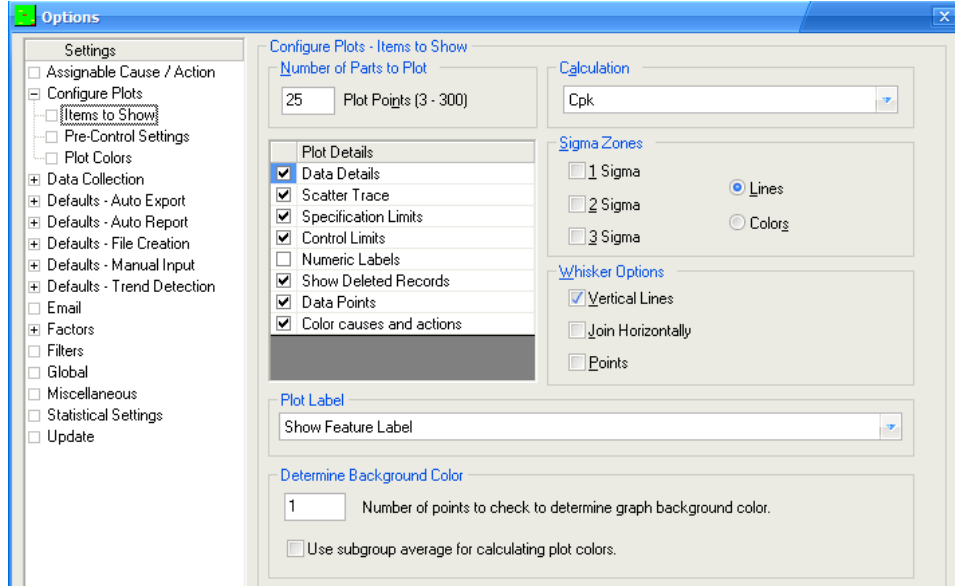 Options
x
Settings
Assignable Cause / Action
Configure Plots
Items to Show
Pre-Control Settings
Plot Colors
Data Collection
Defaults - Auto Export
Defaults - Auto Report
Defaults - File Creation
Defaults - Manual Input
Defaults - Trend Detection
Email
Factors
Filters
Global
Miscellaneous
Statistical Settings
Update
Configure Plots - Items to Show
Number of Parts to Plot
25 Plot Points (3 - 300)
Calculation
Cpk
Plot Details
Data Details
Scatter Trace
Specification Limits
Control Limits
Numeric Labels
Show Deleted Records
Data Points
Color causes and actions
Sigma Zones
1 Sigma
2 Sigma
3 Sigma
Lines
Colors
Whisker Options
Vertical Lines
Join Horizontally
Points
Plot Label
Show Feature Label
Determine Background Color
1 Number of points to check to determine graph background color.
Use subgroup average for calculating plot colors.